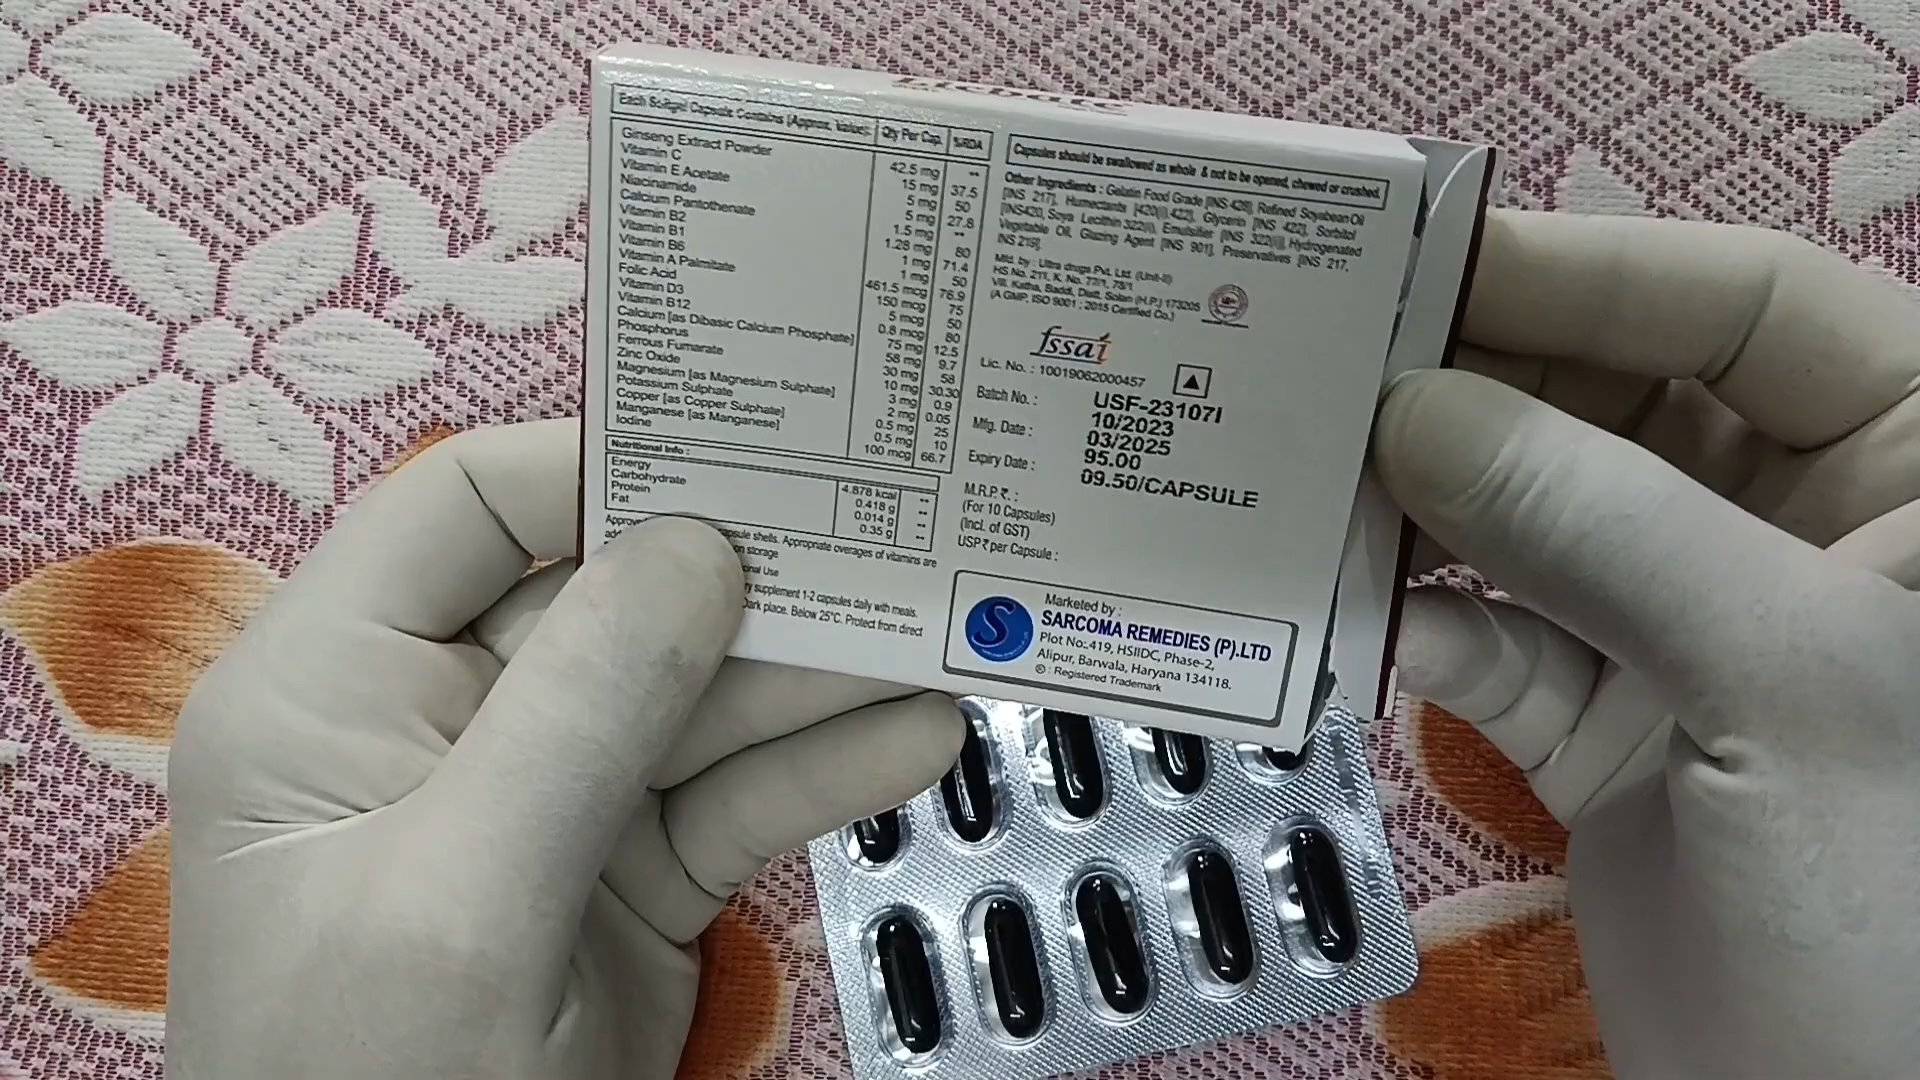 Each Softgel Capsule Contains (Approx. Value): Qty Per Cap. %RDA
Ginseng Extract Powder 42.5 mg --
Vitamin C 15 mg 37.5
Vitamin E Acetate 5 mg 50
Niacinamide 5 mg 27.8
Calcium Pantothenate 1.5 mg --
Vitamin B2 1.28 mg 80
Vitamin B1 1 mg 71.4
Vitamin B6 1 mg 50
Vitamin A Palmitate 461.5 mcg 76.9
Folic Acid 150 mcg 75
Vitamin D3 5 mcg 50
Vitamin B12 0.8 mcg 80
Calcium [as Dibasic Calcium Phosphate] 75 mg 12.5
Phosphorus 58 mg 9.7
Ferrous Fumarate 30 mg 58
Zinc Oxide 10 mg 30.30
Magnesium [as Magnesium Sulphate] 3 mg 0.9
Potassium Sulphate 2 mg 0.05
Copper [as Copper Sulphate] 0.5 mg 25
Manganese [as Manganese] 0.5 mg 10
Iodine 100 mcg 66.7
Nutritional Info :
Energy 4.878 kcal --
Carbohydrate 0.418 g --
Protein 0.014 g --
Fat 0.35 g --
capsule shells. Appropriate overages of vitamins are
on storage
Use
supplement 1-2 capsules daily with meals.
Dark place. Below 25°C. Protect from direct
Capsules should be swallowed as whole & not to be opened, chewed or crushed.
Other Ingredients : Gelatin Food Grade [INS 428], Refined Soyabean Oil
[INS 217], Humectants [420(i),422], Glycerin [INS 422], Sorbitol
[INS420, Soya Lecithin 322(i), Emulsifier [INS 322(i)], Hydrogenated
Vegetable Oil, Glazing Agent [INS 901], Preservatives [INS 217,
INS 219].
Mfd. by : Ultra drugs Pvt. Ltd. (Unit-II)
HS No. 211, K. No. 77/1, 78/1
Vill. Katha, Baddi, Distt. Solan (H.P.) 173205
(A GMP, ISO 9001 : 2015 Certified Co.)
fssai
Lic. No. : 10019062000457
Batch No. : USF-23107I
Mfg. Date : 10/2023
Expiry Date : 03/2025
M.R.P. ₹. : 95.00
(For 10 Capsules)
(Incl. of GST)
USP ₹ per Capsule : 09.50/CAPSULE
Marketed by :
SARCOMA REMEDIES (P).LTD
Plot No:.419, HSIIDC, Phase-2,
Alipur, Barwala, Haryana 134118.
® : Registered Trademark